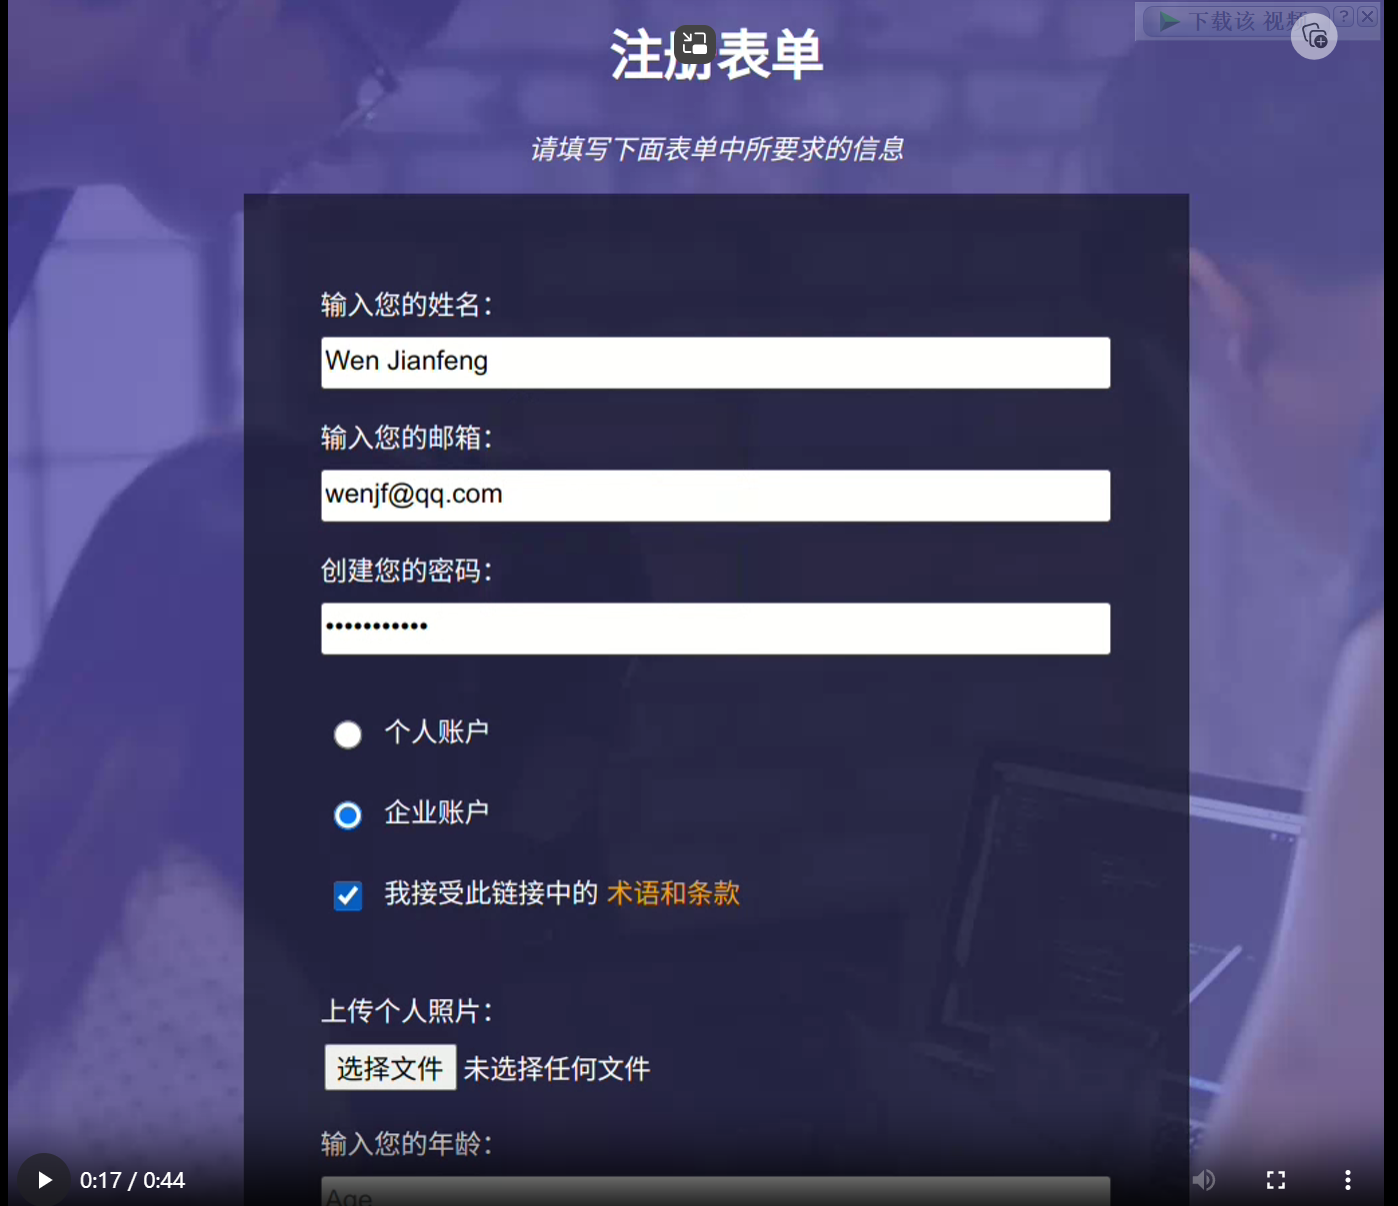 下载该 视频
? X
注册表单
请填写下面表单中所要求的信息
输入您的姓名：
Wen Jianfeng
输入您的邮箱：
wenjf@qq.com
创建您的密码：
•••••••••••
个人账户
企业账户
我接受此链接中的 术语和条款
上传个人照片：
选择文件 未选择任何文件
输入您的年龄：
Age
0:17 / 0:44